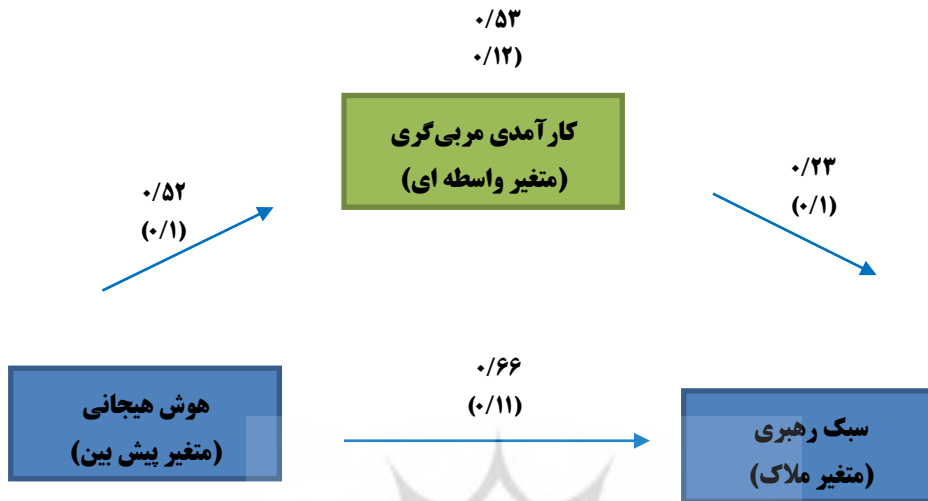 ۰/۵۳
۰/۱۲)
کارآمدی مربی‌گری
(متغیر واسطه ای)
۰/۵۲
(۰/۱)
۰/۲۳
(۰/۱)
۰/۶۶
(۰/۱۱)
هوش هیجانی
(متغیر پیش بین)
سبک رهبری
(متغیر ملاک)